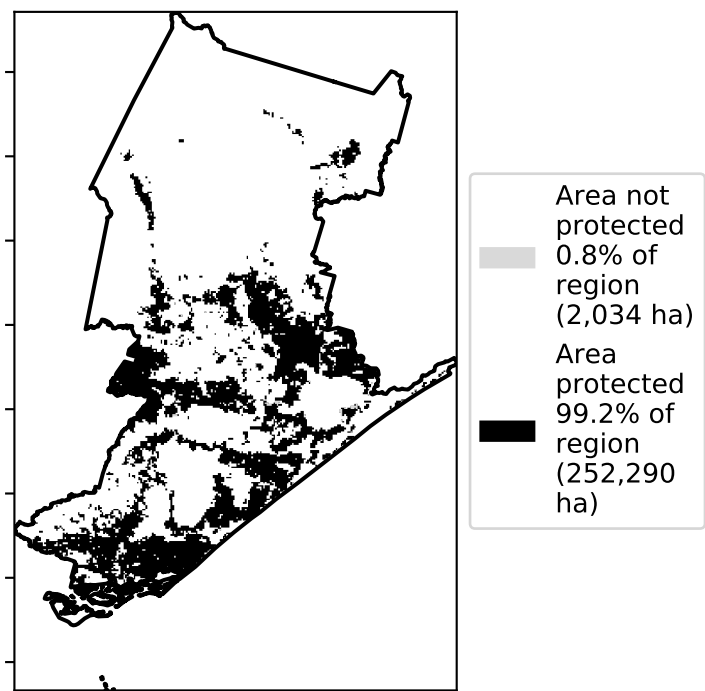 Area not
protected
0.8% of
region
(2,034 ha)
Area
protected
99.2% of
region
(252,290
ha)